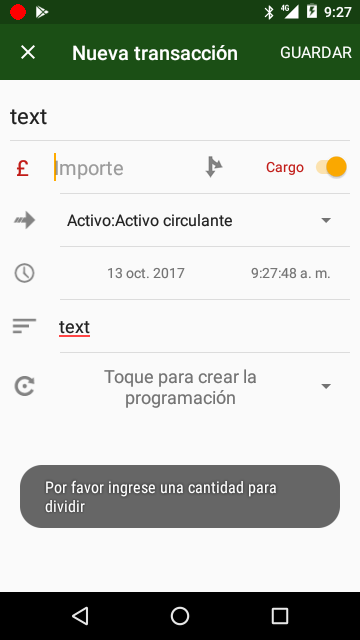 4G
9:27
Nueva transacción
GUARDAR
text
£
Importe
Cargo
Activo:Activo circulante
13 oct. 2017
9:27:48 a. m.
text
Toque para crear la
programación
Por favor ingrese una cantidad para
dividir